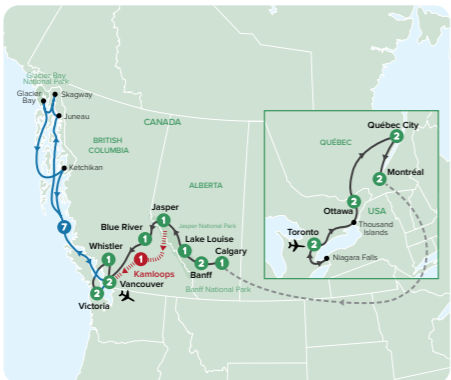 Glacier Bay
National Park
Glacier
Bay
Skagway
Juneau
CANADA
BRITISH
COLUMBIA
Ketchikan
ALBERTA
Jasper
1
Jasper National Park
Blue River
1
7
Whistler
1
Lake Louise
1
Calgary
1
Kamloops
1
Banff
2
Banff National Park
Vancouver
2
Victoria
2
Québec City
2
QUÉBEC
Montréal
2
Ottawa
2
USA
Thousand
Islands
Toronto
2
Niagara Falls